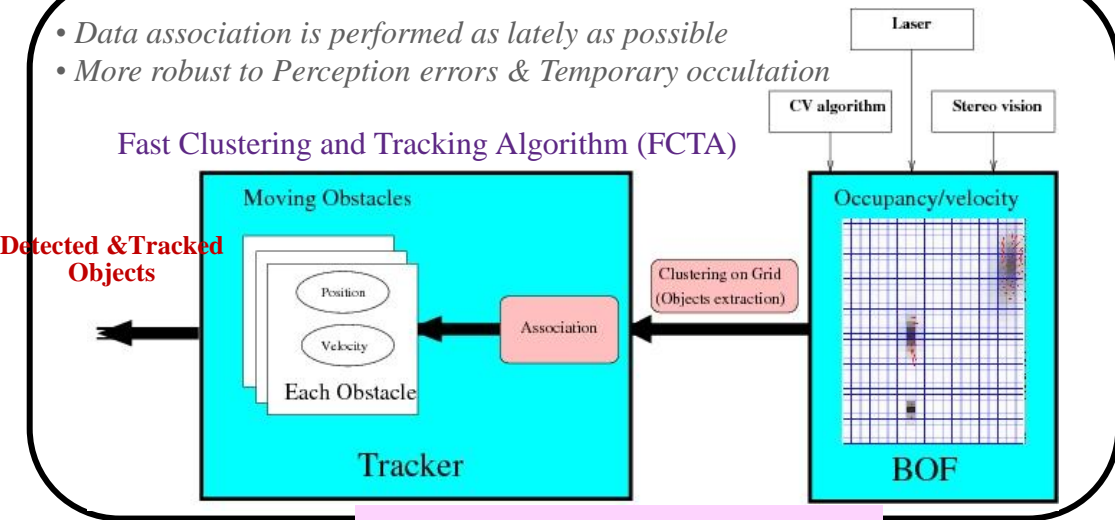 • Data association is performed as lately as possible
• More robust to Perception errors & Temporary occultation
Laser
CV algorithm
Stereo vision
Fast Clustering and Tracking Algorithm (FCTA)
Moving Obstacles
Occupancy/velocity
Detected &Tracked
Objects
Position
Velocity
Each Obstacle
Association
Clustering on Grid
(Objects extraction)
Tracker
BOF